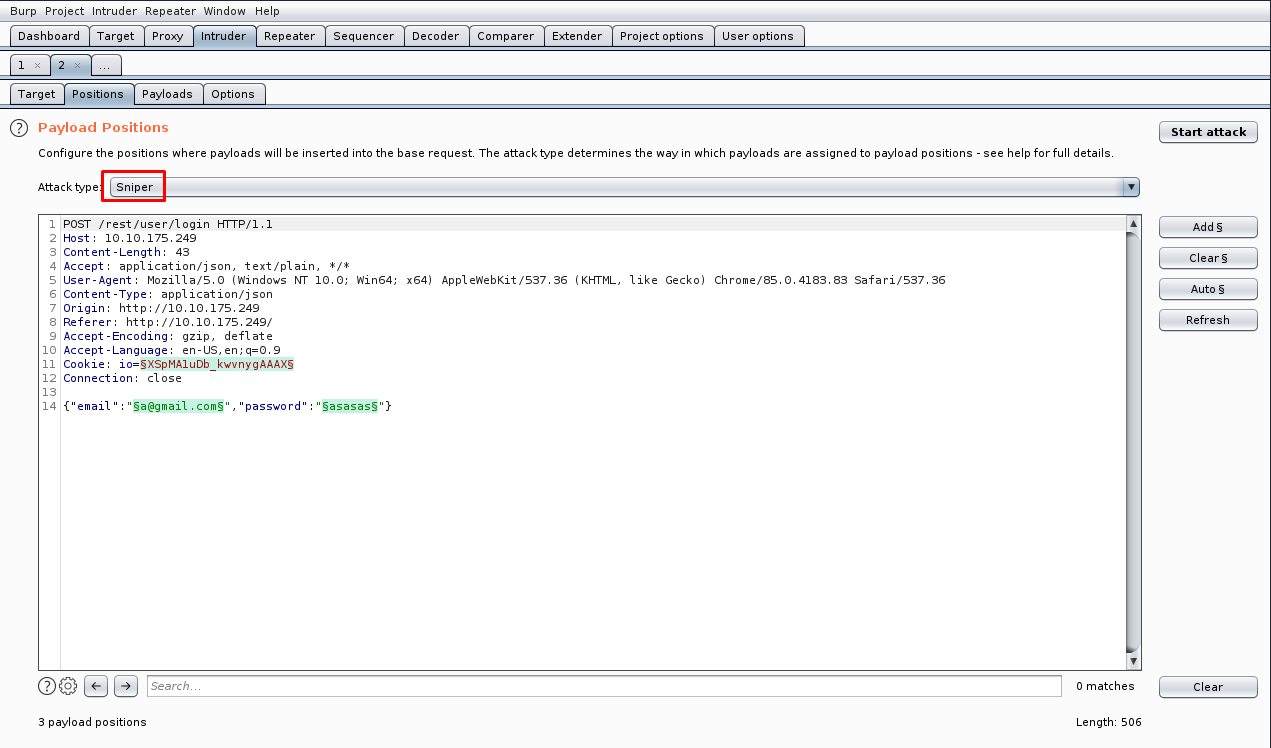 Burp Project Intruder Repeater Window Help
Dashboard Target Proxy Intruder Repeater Sequencer Decoder Comparer Extender Project options User options
1 × 2 × ...
Target Positions Payloads Options
? Payload Positions
Start attack
Configure the positions where payloads will be inserted into the base request. The attack type determines the way in which payloads are assigned to payload positions - see help for full details.
Attack type: Sniper
1 POST /rest/user/login HTTP/1.1
2 Host: 10.10.175.249
3 Content-Length: 43
4 Accept: application/json, text/plain, */*
5 User-Agent: Mozilla/5.0 (Windows NT 10.0; Win64; x64) AppleWebKit/537.36 (KHTML, like Gecko) Chrome/85.0.4183.83 Safari/537.36
6 Content-Type: application/json
7 Origin: http://10.10.175.249
8 Referer: http://10.10.175.249/
9 Accept-Encoding: gzip, deflate
10 Accept-Language: en-US,en;q=0.9
11 Cookie: io=§XSpMA1uDb_kwvnygAAAX§
12 Connection: close
13
14 {"email":"§a@gmail.com§","password":"§asasas§"}
Add §
Clear §
Auto §
Refresh
? Search... 0 matches Clear
3 payload positions Length: 506